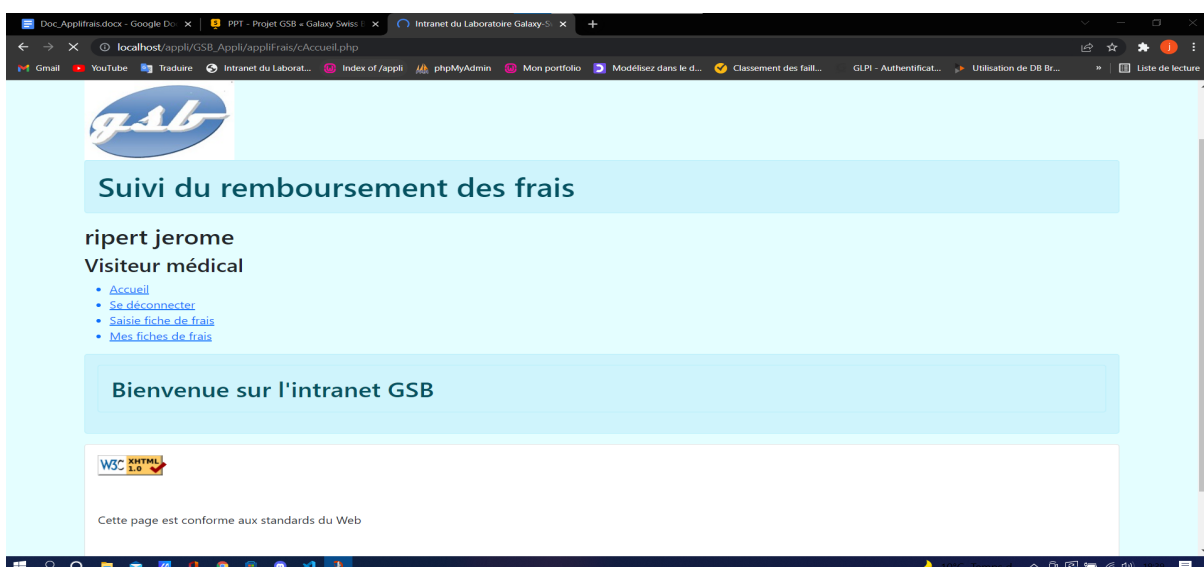 Doc_Applifrais.docx - Google Do
PPT - Projet GSB « Galaxy Swiss B
Intranet du Laboratoire Galaxy-S
localhost/appli/GSB_Appli/appliFrais/cAccueil.php
Gmail
YouTube
Traduire
Intranet du Laborat...
Index of /appli
phpMyAdmin
Mon portfolio
Modélisez dans le d...
Classement des faill...
GLPI - Authentificat...
Utilisation de DB Br...
»
Liste de lecture
gsb
Suivi du remboursement des frais
ripert jerome
Visiteur médical
Accueil
Se déconnecter
Saisie fiche de frais
Mes fiches de frais
Bienvenue sur l'intranet GSB
W3C XHTML 1.0
Cette page est conforme aux standards du Web